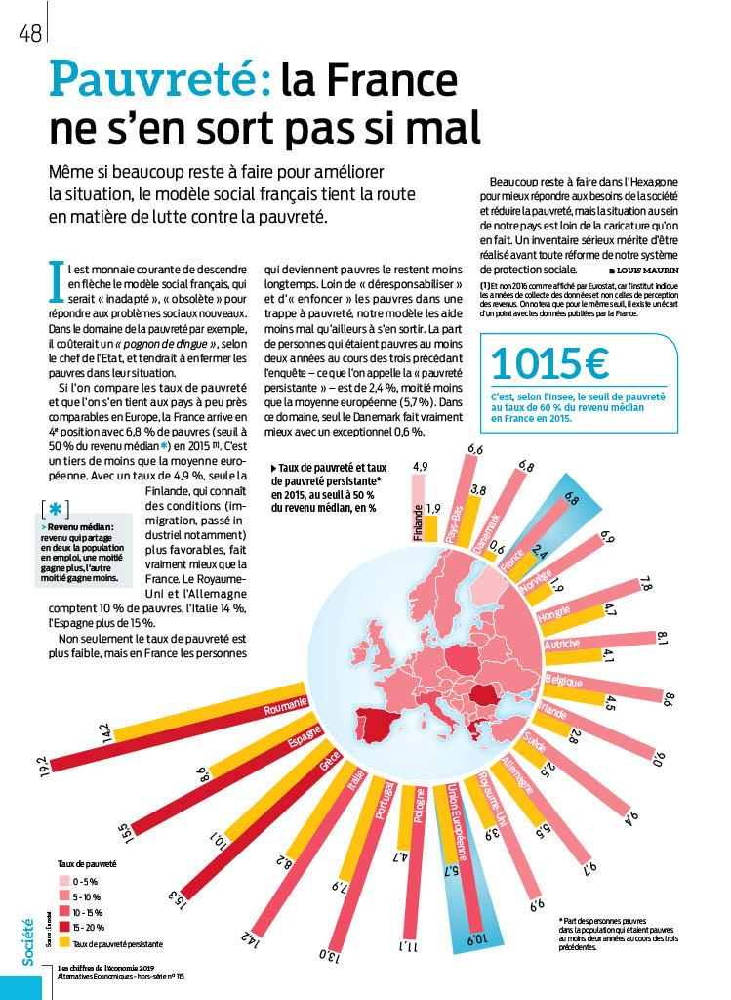 48
Pauvreté : la France
ne s’en sort pas si mal
Même si beaucoup reste à faire pour améliorer
la situation, le modèle social français tient la route
en matière de lutte contre la pauvreté.
Il est monnaie courante de descendre
en flèche le modèle social français, qui
serait « inadapté », « obsolète » pour
répondre aux problèmes sociaux nouveaux.
Dans le domaine de la pauvreté par exemple,
il coûterait un « pognon de dingue », selon
le chef de l’Etat, et tendrait à enfermer les
pauvres dans leur situation.
Si l’on compare les taux de pauvreté
et que l’on s’en tient aux pays à peu près
comparables en Europe, la France arrive en
4e position avec 6,8 % de pauvres (seuil à
50 % du revenu médian*) en 2015 (1). C’est
un tiers de moins que la moyenne euro-
péenne. Avec un taux de 4,9 %, seule la
Finlande, qui connaît
des conditions (im-
migration, passé in-
dustriel notamment)
plus favorables, fait
vraiment mieux que la
France. Le Royaume-
Uni et l’Allemagne
comptent 10 % de pauvres, l’Italie 14 %,
l’Espagne plus de 15 %.
Non seulement le taux de pauvreté est
plus faible, mais en France les personnes
[*]
> Revenu médian :
revenu qui partage
en deux la population
en emploi, une moitié
gagne plus, l’autre
moitié gagne moins.
qui deviennent pauvres le restent moins
longtemps. Loin de « déresponsabiliser »
et d’« enfoncer » les pauvres dans une
trappe à pauvreté, notre modèle les aide
moins mal qu’ailleurs à s’en sortir. La part
de personnes qui étaient pauvres au moins
deux années au cours des trois précédant
l’enquête – ce que l’on appelle la « pauvreté
persistante » – est de 2,4 %, moitié moins
que la moyenne européenne (5,7 %). Dans
ce domaine, seul le Danemark fait vraiment
mieux avec un exceptionnel 0,6 %.
Beaucoup reste à faire dans l’Hexagone
pour mieux répondre aux besoins de la société
et réduire la pauvreté, mais la situation au sein
de notre pays est loin de la caricature qu’on
en fait. Un inventaire sérieux mérite d’être
réalisé avant toute réforme de notre système
de protection sociale. LOUIS MAURIN
(1) Et non 2016 comme affiché par Eurostat, car l’institut indique
les années de collecte des données et non celles de perception
des revenus. On notera que pour le même seuil, il existe un écart
d’un point avec les données publiées par la France.
1 015 €
C’est, selon l’Insee, le seuil de pauvreté
au taux de 60 % du revenu médian
en France en 2015.
Taux de pauvreté et taux
de pauvreté persistante*
en 2015, au seuil à 50 %
du revenu médian, en %
Finlande 4,9 1,9
Pays-Bas 6,6 3,8
Danemark 6,8 0,6
France 6,8 2,4
Norvège 6,9 1,9
Hongrie 7,8 4,7
Autriche 8,1 4,1
Belgique 8,6 4,5
Irlande 9,0 2,8
Suède 9,4 2,5
Allemagne 9,7 5,5
Royaume-Uni 9,9 3,9
Union Européenne 10,9 5,7
Pologne 11,1 4,7
Portugal 13,0 7,9
Italie 14,2 8,2
Grèce 15,3 10,1
Espagne 15,5 8,6
Roumanie 19,2 14,2
Taux de pauvreté
0 - 5 %
5 - 10 %
10 - 15 %
15 - 20 %
Taux de pauvreté persistante
Source : Eurostat
* Part des personnes pauvres
dans la population qui étaient pauvres
au moins deux années au cours des trois
précédentes.
Société
Les chiffres de l’économie 2019
Alternatives Economiques - hors-série n° 115